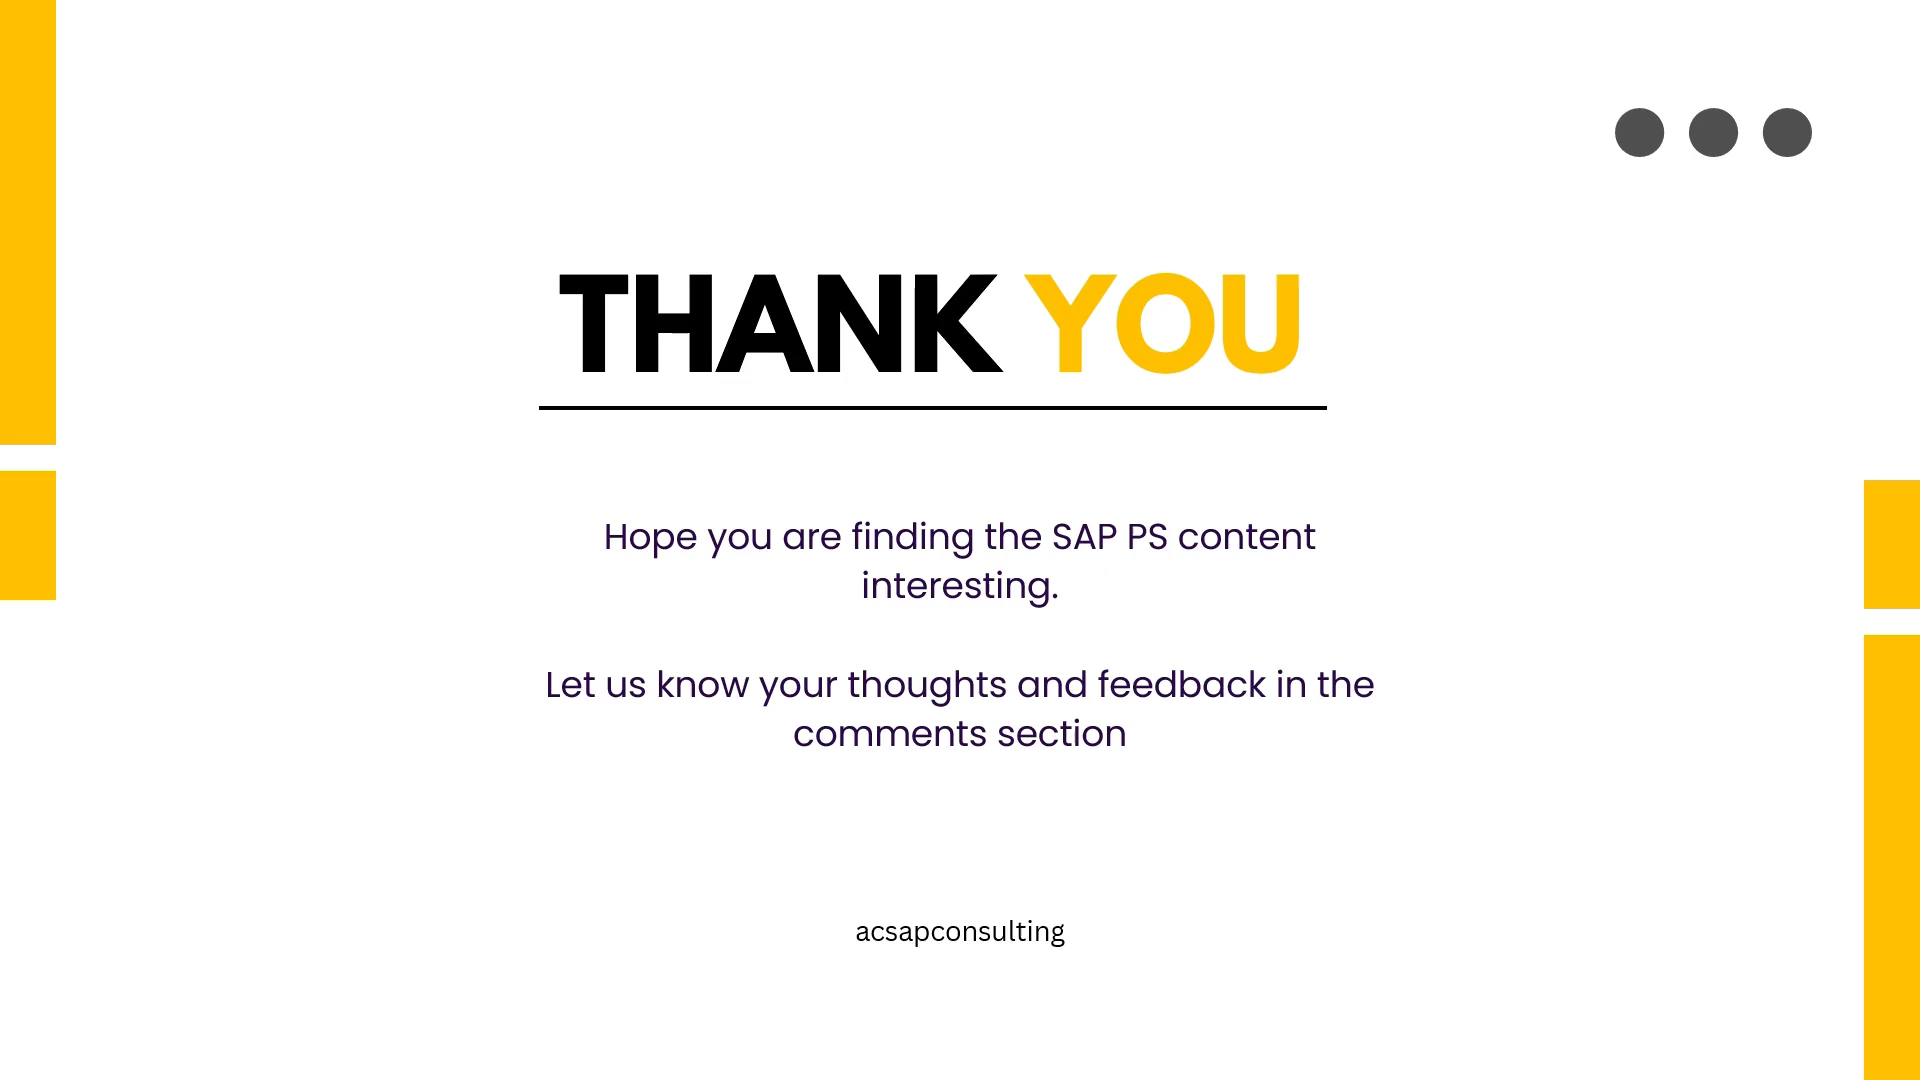 THANK YOU
Hope you are finding the SAP PS content
interesting.
Let us know your thoughts and feedback in the
comments section
acsapconsulting